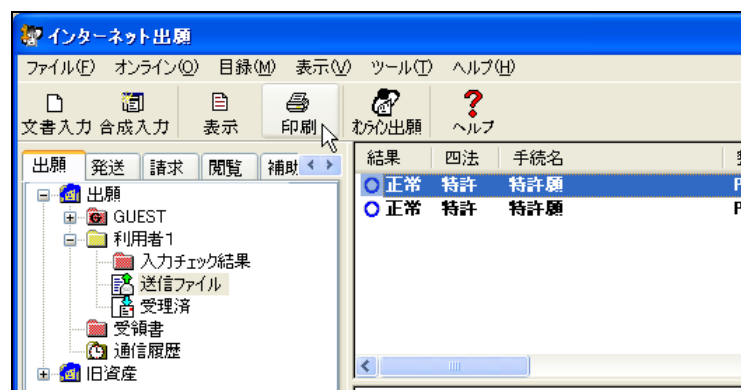 インターネット出願
ファイル(F) オンライン(O) 目録(M) 表示(V) ツール(T) ヘルプ(H)
文書入力 合成入力 表示 印刷 オンライン出願 ヘルプ
出願 発送 請求 閲覧 補助
結果 四法 手続名
正常 特許 特許願
正常 特許 特許願
出願
GUEST
利用者1
入力チェック結果
送信ファイル
受理済
受領書
通信履歴
旧資産